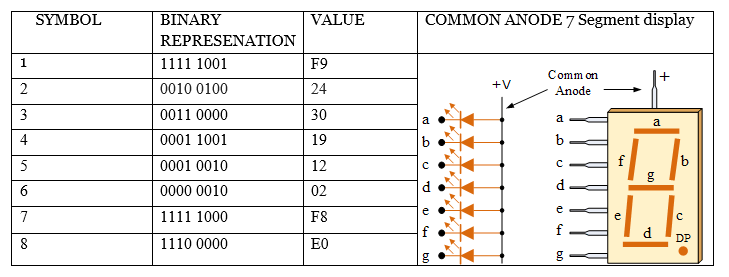 SYMBOL BINARY REPRESENATION VALUE COMMON ANODE 7 Segment display
1 1111 1001 F9
2 0010 0100 24
3 0011 0000 30
4 0001 1001 19
5 0001 0010 12
6 0000 0010 02
7 1111 1000 F8
8 1110 0000 E0
+V
Common
Anode
+
a
b
c
d
e
f
g
a
b
c
d
e
f
g
a
f
b
g
e
c
d
DP